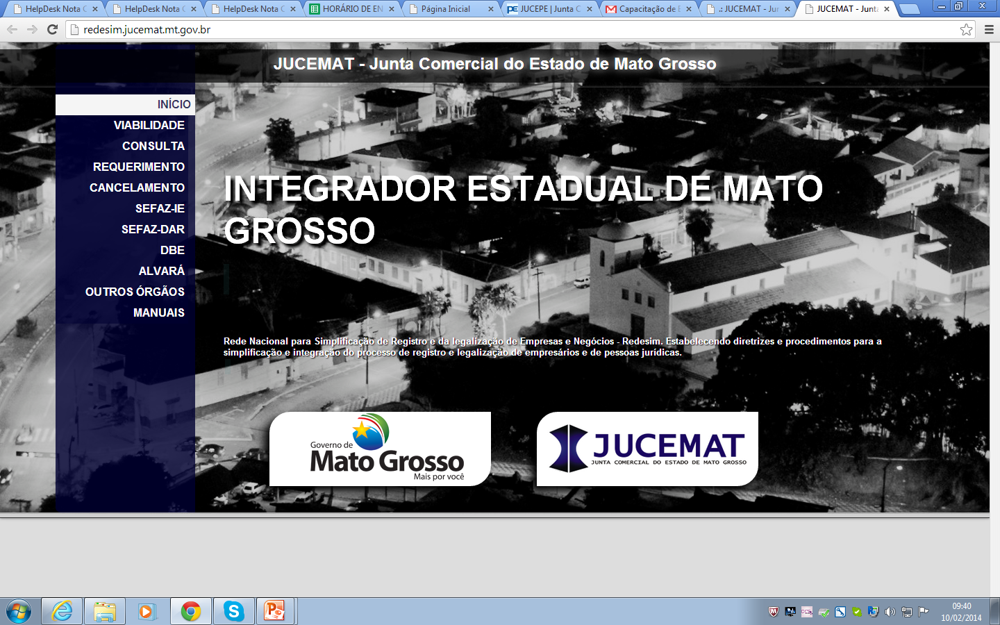 HelpDesk Nota
HelpDesk Nota
HelpDesk Nota
HORÁRIO DE EN
Página Inicial
JUCEPE | Junta C
Capacitação de E
.: JUCEMAT - Jun
JUCEMAT - Junta
redesim.jucemat.mt.gov.br
JUCEMAT - Junta Comercial do Estado de Mato Grosso
INÍCIO
VIABILIDADE
CONSULTA
REQUERIMENTO
CANCELAMENTO
SEFAZ-IE
SEFAZ-DAR
DBE
ALVARÁ
OUTROS ÓRGÃOS
MANUAIS
INTEGRADOR ESTADUAL DE MATO
GROSSO
Rede Nacional para Simplificação de Registro e da legalização de Empresas e Negócios - Redesim. Estabelecendo diretrizes e procedimentos para a
simplificação e integração do processo de registro e legalização de empresários e de pessoas jurídicas.
Governo de
Mato Grosso
Mais por você
JUCEMAT
JUNTA COMERCIAL DO ESTADO DE MATO GROSSO
09:40
10/02/2014